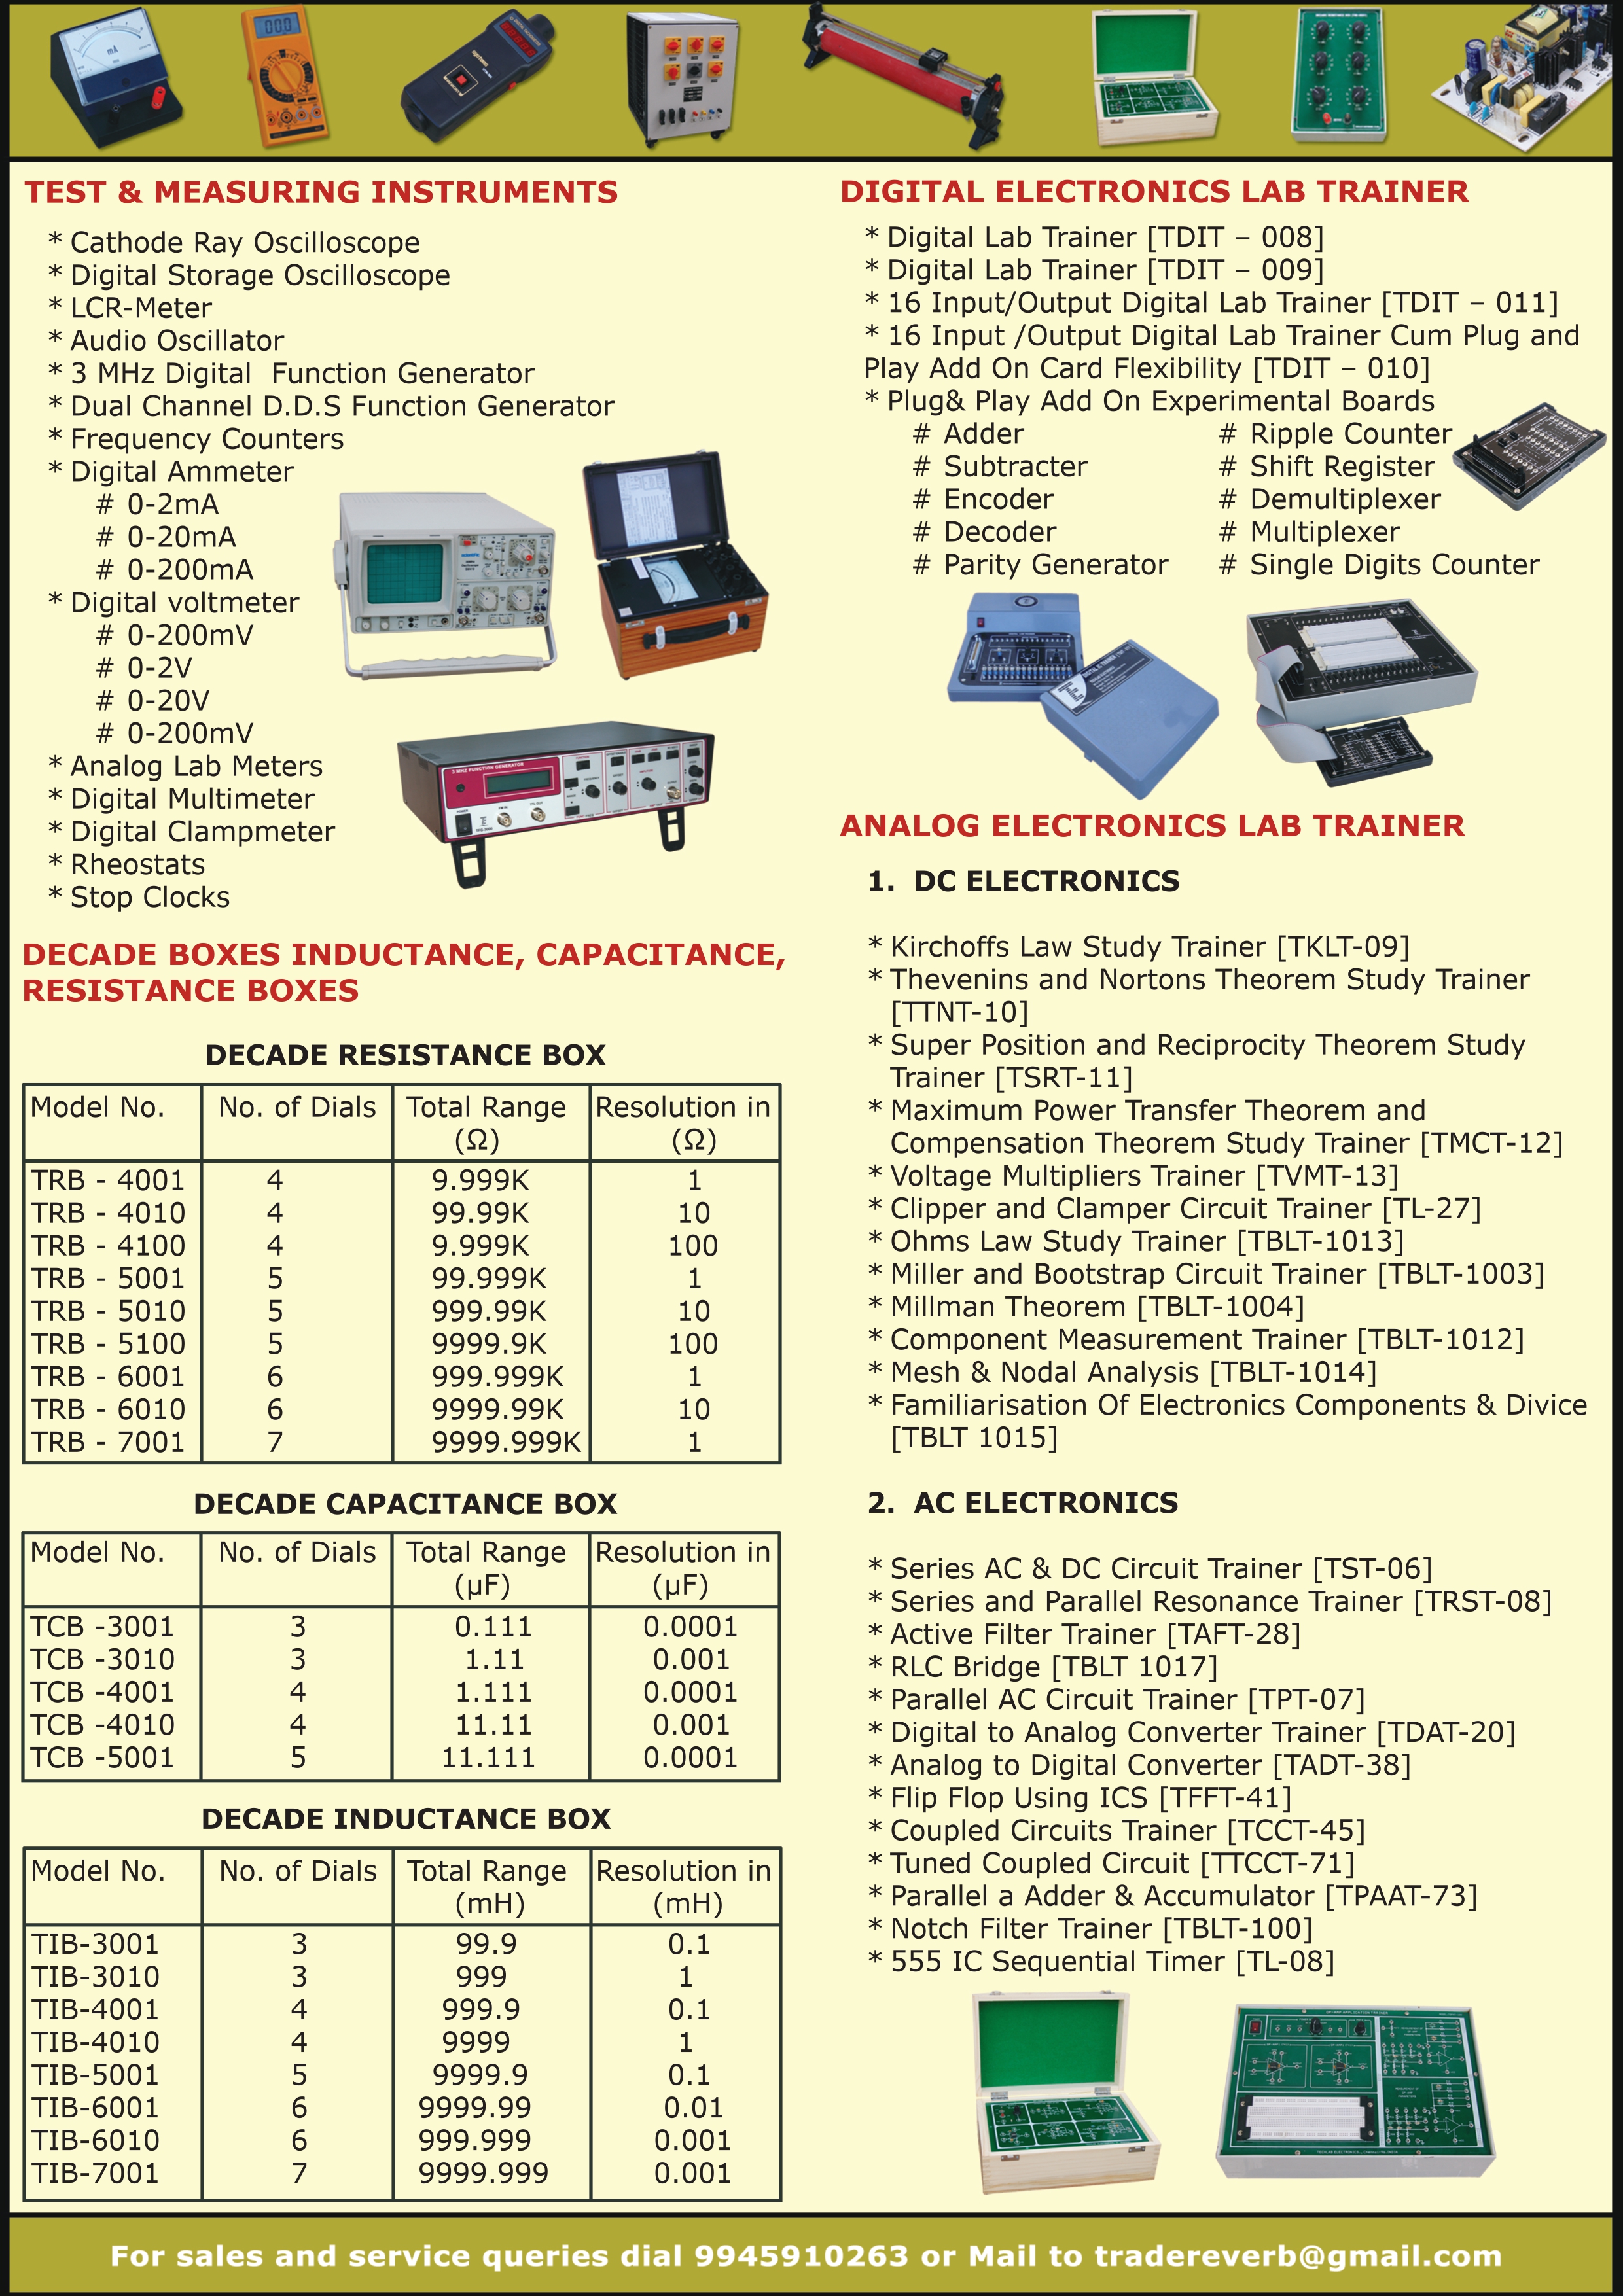 TEST & MEASURING INSTRUMENTS
* Cathode Ray Oscilloscope
* Digital Storage Oscilloscope
* LCR-Meter
* Audio Oscillator
* 3 MHz Digital  Function Generator
* Dual Channel D.D.S Function Generator
* Frequency Counters
* Digital Ammeter
# 0-2mA
# 0-20mA
# 0-200mA
* Digital voltmeter
# 0-200mV
# 0-2V
# 0-20V
# 0-200mV
* Analog Lab Meters
* Digital Multimeter
* Digital Clampmeter
* Rheostats
* Stop Clocks
3 MHZ FUNCTION GENERATOR
DECADE BOXES INDUCTANCE, CAPACITANCE,
RESISTANCE BOXES
DECADE RESISTANCE BOX
Model No. No. of Dials Total Range Resolution in
(Ω) (Ω)
TRB - 4001 4 9.999K 1
TRB - 4010 4 99.99K 10
TRB - 4100 4 9.999K 100
TRB - 5001 5 99.999K 1
TRB - 5010 5 999.99K 10
TRB - 5100 5 9999.9K 100
TRB - 6001 6 999.999K 1
TRB - 6010 6 9999.99K 10
TRB - 7001 7 9999.999K 1
DECADE CAPACITANCE BOX
Model No. No. of Dials Total Range Resolution in
(µF) (µF)
TCB -3001 3 0.111 0.0001
TCB -3010 3 1.11 0.001
TCB -4001 4 1.111 0.0001
TCB -4010 4 11.11 0.001
TCB -5001 5 11.111 0.0001
DECADE INDUCTANCE BOX
Model No. No. of Dials Total Range Resolution in
(mH) (mH)
TIB-3001 3 99.9 0.1
TIB-3010 3 999 1
TIB-4001 4 999.9 0.1
TIB-4010 4 9999 1
TIB-5001 5 9999.9 0.1
TIB-6001 6 9999.99 0.01
TIB-6010 6 999.999 0.001
TIB-7001 7 9999.999 0.001
DIGITAL ELECTRONICS LAB TRAINER
* Digital Lab Trainer [TDIT – 008]
* Digital Lab Trainer [TDIT – 009]
* 16 Input/Output Digital Lab Trainer [TDIT – 011]
* 16 Input /Output Digital Lab Trainer Cum Plug and
Play Add On Card Flexibility [TDIT – 010]
* Plug& Play Add On Experimental Boards
# Adder # Ripple Counter
# Subtracter # Shift Register
# Encoder # Demultiplexer
# Decoder # Multiplexer
# Parity Generator # Single Digits Counter
ANALOG ELECTRONICS LAB TRAINER
1. DC ELECTRONICS
* Kirchoffs Law Study Trainer [TKLT-09]
* Thevenins and Nortons Theorem Study Trainer
[TTNT-10]
* Super Position and Reciprocity Theorem Study
Trainer [TSRT-11]
* Maximum Power Transfer Theorem and
Compensation Theorem Study Trainer [TMCT-12]
* Voltage Multipliers Trainer [TVMT-13]
* Clipper and Clamper Circuit Trainer [TL-27]
* Ohms Law Study Trainer [TBLT-1013]
* Miller and Bootstrap Circuit Trainer [TBLT-1003]
* Millman Theorem [TBLT-1004]
* Component Measurement Trainer [TBLT-1012]
* Mesh & Nodal Analysis [TBLT-1014]
* Familiarisation Of Electronics Components & Divice
[TBLT 1015]
2. AC ELECTRONICS
* Series AC & DC Circuit Trainer [TST-06]
* Series and Parallel Resonance Trainer [TRST-08]
* Active Filter Trainer [TAFT-28]
* RLC Bridge [TBLT 1017]
* Parallel AC Circuit Trainer [TPT-07]
* Digital to Analog Converter Trainer [TDAT-20]
* Analog to Digital Converter [TADT-38]
* Flip Flop Using ICS [TFFT-41]
* Coupled Circuits Trainer [TCCT-45]
* Tuned Coupled Circuit [TTCCT-71]
* Parallel a Adder & Accumulator [TPAAT-73]
* Notch Filter Trainer [TBLT-100]
* 555 IC Sequential Timer [TL-08]
For sales and service queries dial 9945910263 or Mail to tradereverb@gmail.com